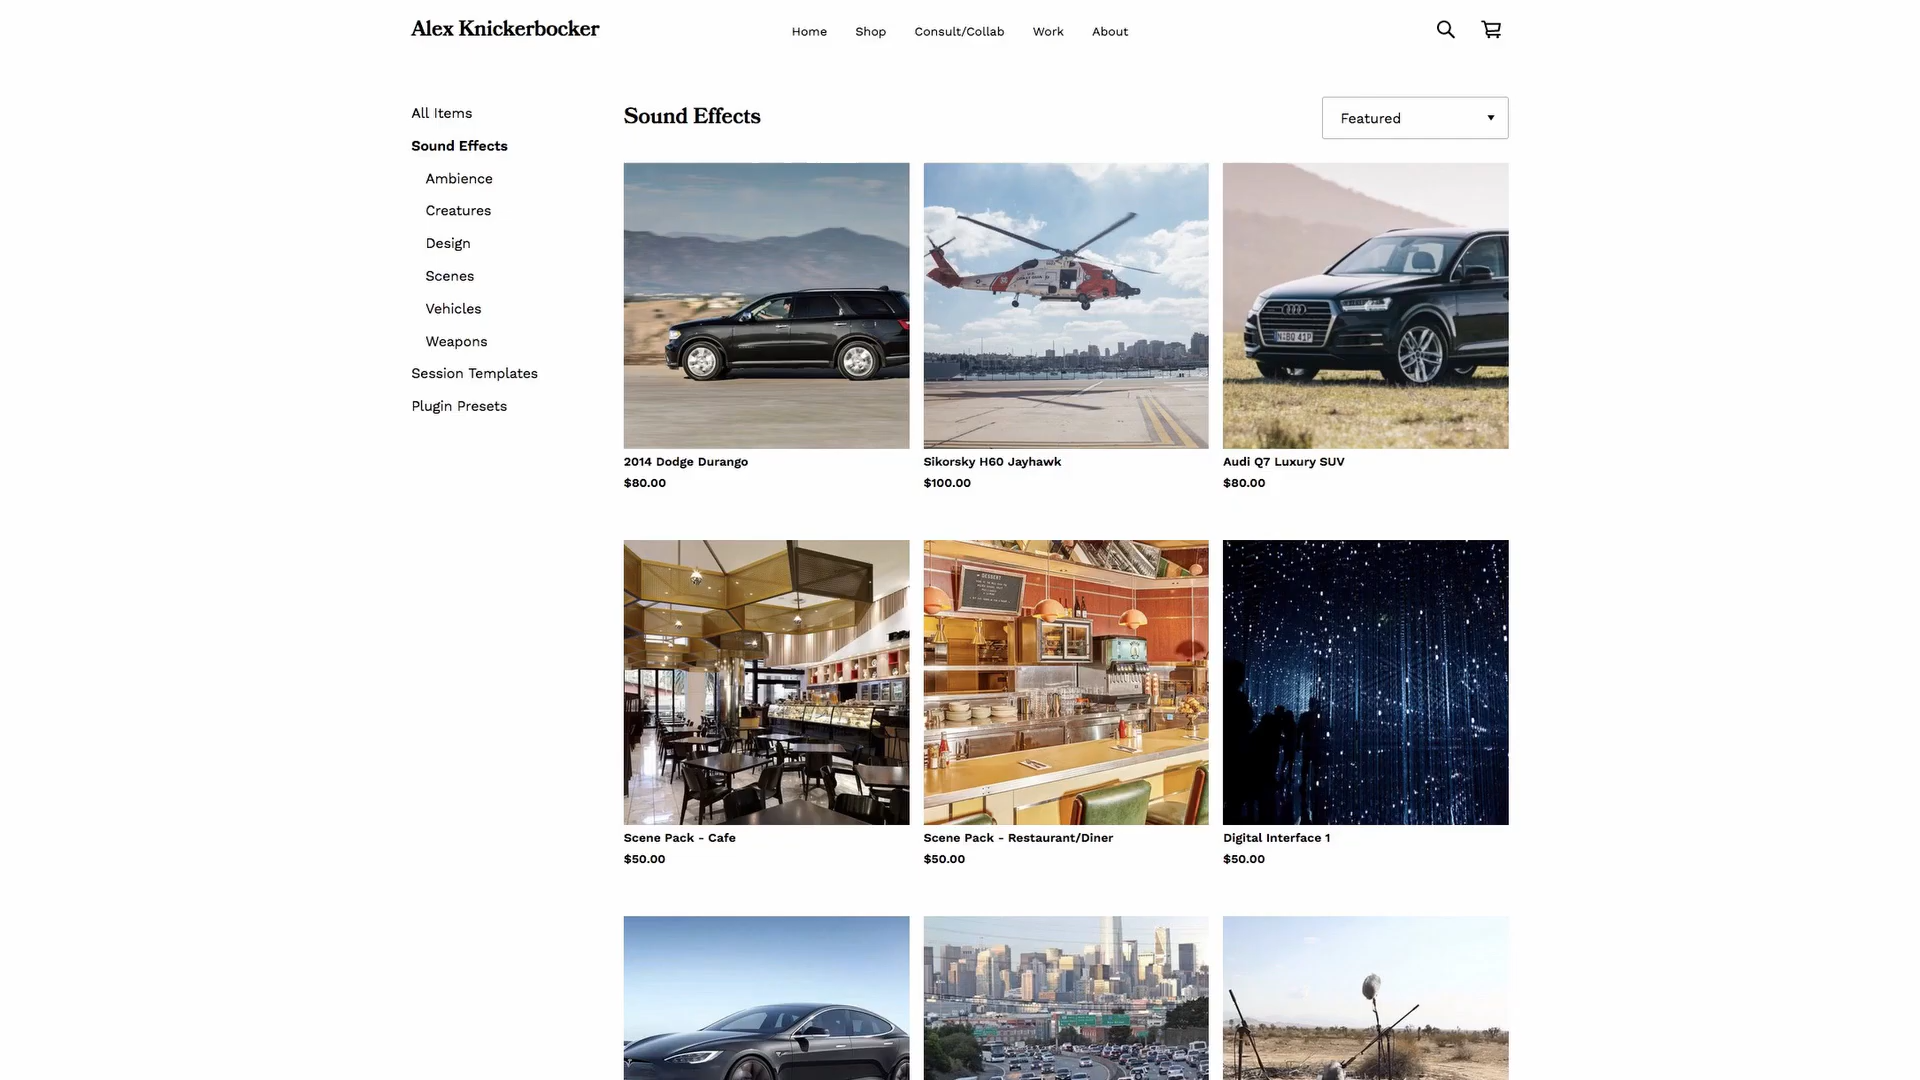 Alex Knickerbocker
Home
Shop
Consult/Collab
Work
About
All Items
Sound Effects
Ambience
Creatures
Design
Scenes
Vehicles
Weapons
Session Templates
Plugin Presets
Sound Effects
Featured
2014 Dodge Durango
$80.00
Sikorsky H60 Jayhawk
$100.00
Audi Q7 Luxury SUV
$80.00
DESSERT
Scene Pack - Cafe
$50.00
Scene Pack - Restaurant/Diner
$50.00
Digital Interface 1
$50.00